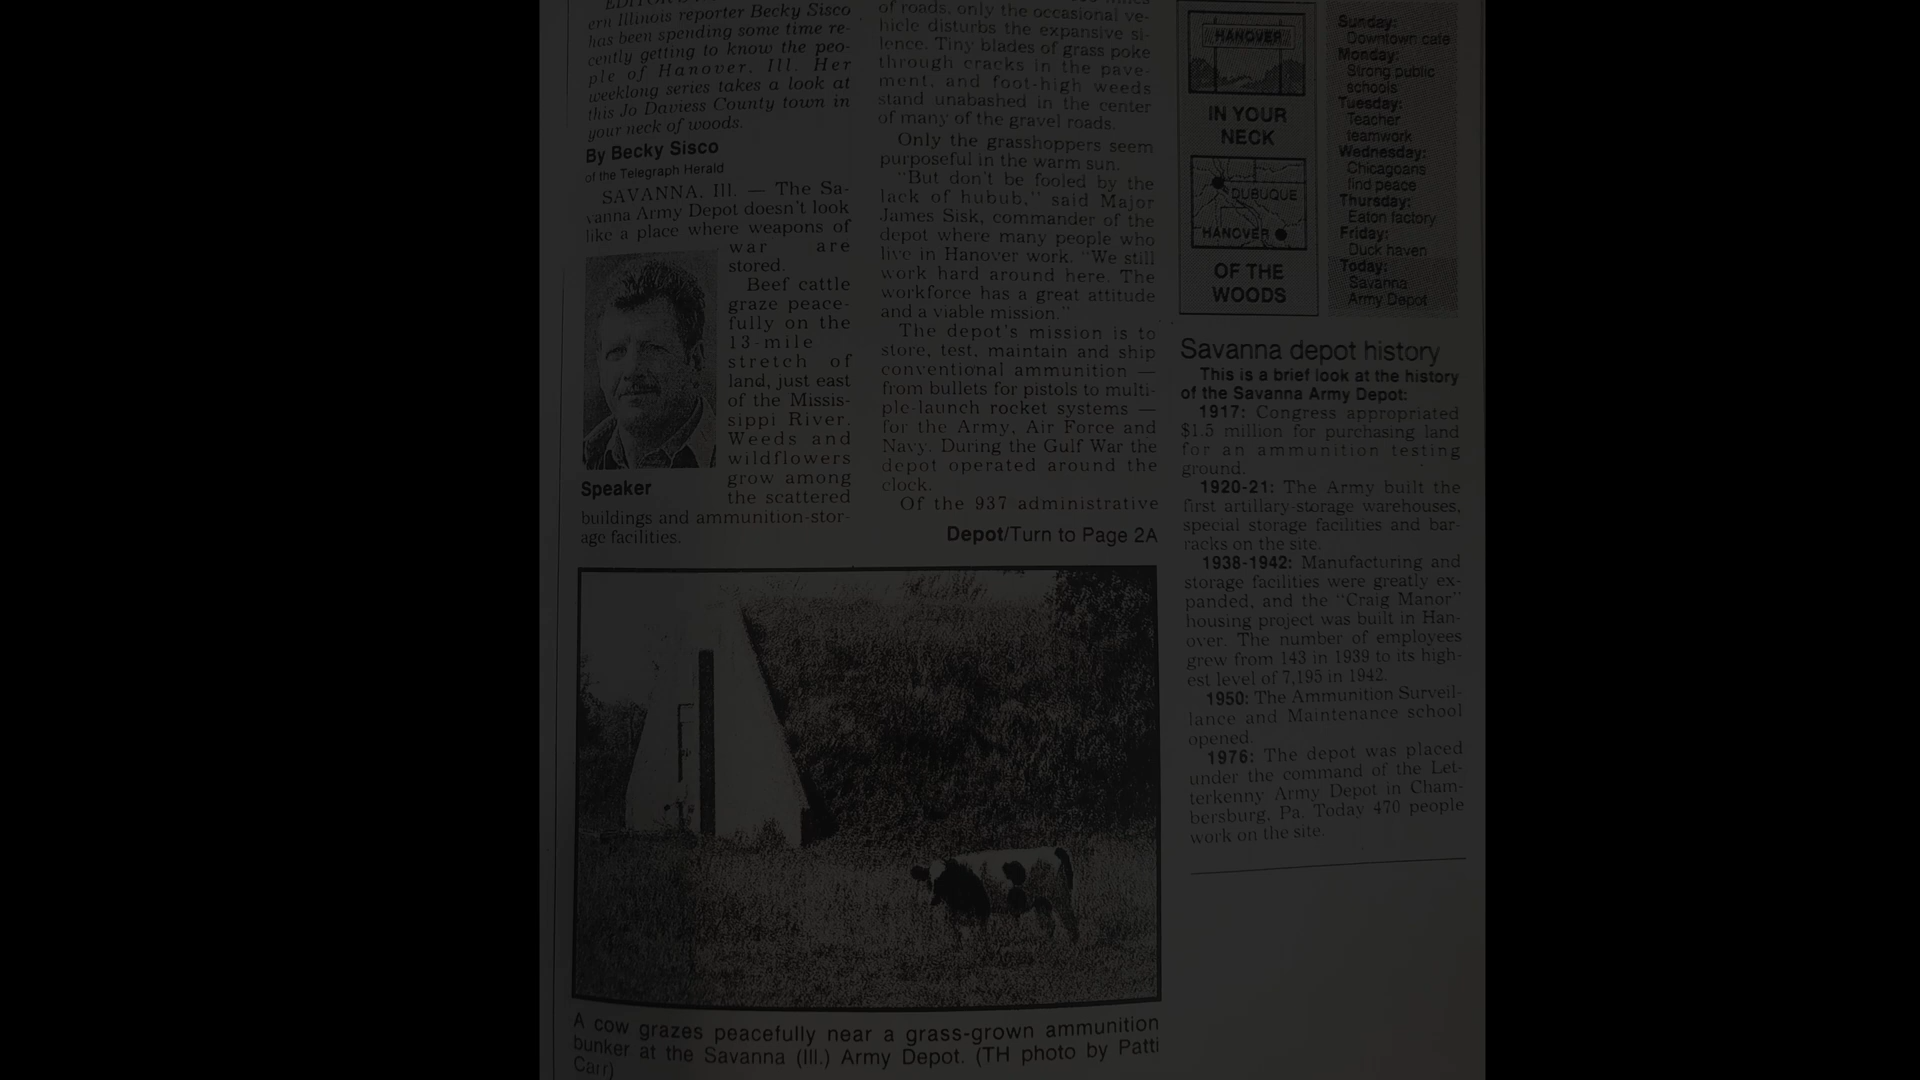 ern Illinois reporter Becky Sisco
has been spending some time re-
cently getting to know the peo-
ple of Hanover, Ill. Her
weeklong series takes a look at
this Jo Daviess County town in
your neck of woods.
By Becky Sisco
of the Telegraph Herald
SAVANNA, Ill. — The Sa-
vanna Army Depot doesn't look
like a place where weapons of
war are
stored.
Beef cattle
graze peace-
fully on the
13-mile
stretch of
land, just east
of the Missis-
sippi River.
Weeds and
wildflowers
grow among
the scattered
Speaker
buildings and ammunition-stor-
age facilities.
of roads, only the occasional ve-
hicle disturbs the expansive si-
lence. Tiny blades of grass poke
through cracks in the pave-
ment, and foot-high weeds
stand unabashed in the center
of many of the gravel roads.
Only the grasshoppers seem
purposeful in the warm sun.
"But don't be fooled by the
lack of hubub," said Major
James Sisk, commander of the
depot where many people who
live in Hanover work. "We still
work hard around here. The
workforce has a great attitude
and a viable mission."
The depot's mission is to
store, test, maintain and ship
conventional ammunition —
from bullets for pistols to multi-
ple-launch rocket systems —
for the Army, Air Force and
Navy. During the Gulf War the
depot operated around the
clock.
Of the 937 administrative
Depot/Turn to Page 2A
HANOVER
IN YOUR
NECK
DUBUQUE
HANOVER
OF THE
WOODS
Sunday:
Downtown cafe
Monday:
Strong public
schools
Tuesday:
Teacher
teamwork
Wednesday:
Chicagoans
find peace
Thursday:
Eaton factory
Friday:
Duck haven
Today:
Savanna
Army Depot
Savanna depot history
This is a brief look at the history
of the Savanna Army Depot:
1917: Congress appropriated
$1.5 million for purchasing land
for an ammunition testing
ground.
1920-21: The Army built the
first artillary-storage warehouses,
special storage facilities and bar-
racks on the site.
1938-1942: Manufacturing and
storage facilities were greatly ex-
panded, and the "Craig Manor"
housing project was built in Han-
over. The number of employees
grew from 143 in 1939 to its high-
est level of 7,195 in 1942.
1950: The Ammunition Surveil-
lance and Maintenance school
opened.
1976: The depot was placed
under the command of the Let-
terkenny Army Depot in Cham-
bersburg, Pa. Today 470 people
work on the site.
A cow grazes peacefully near a grass-grown ammunition
bunker at the Savanna (Ill.) Army Depot. (TH photo by Patti
Carr)